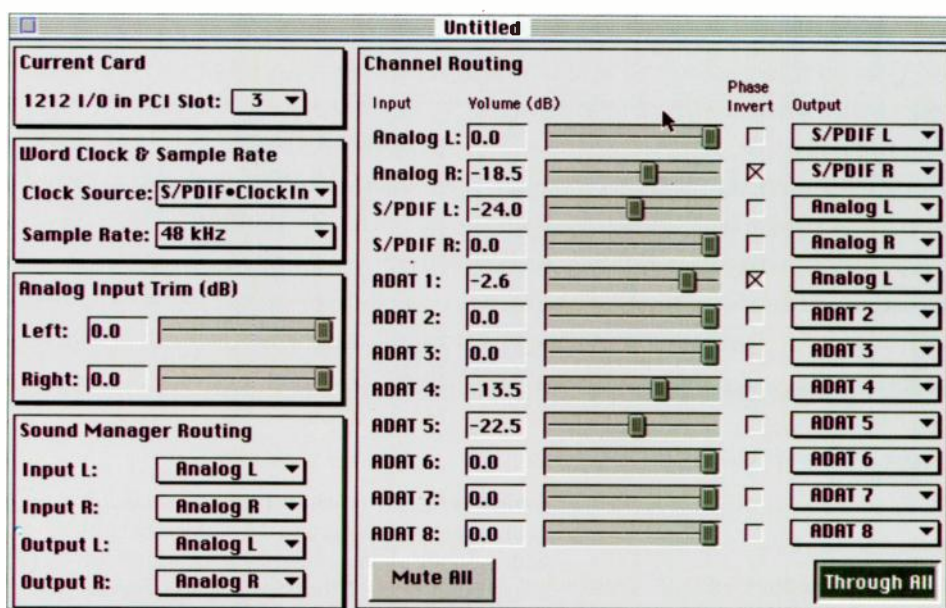 Untitled
Current Card
1212 I/O in PCI Slot: 3
Word Clock & Sample Rate
Clock Source: S/PDIF•ClockIn
Sample Rate: 48 kHz
Analog Input Trim (dB)
Left: 0.0
Right: 0.0
Sound Manager Routing
Input L: Analog L
Input R: Analog R
Output L: Analog L
Output R: Analog R
Channel Routing
Input Volume (dB) Phase Invert Output
Analog L: 0.0 S/PDIF L
Analog R: -18.5 S/PDIF R
S/PDIF L: -24.0 Analog L
S/PDIF R: 0.0 Analog R
ADAT 1: -2.6 Analog L
ADAT 2: 0.0 ADAT 2
ADAT 3: 0.0 ADAT 3
ADAT 4: -13.5 ADAT 4
ADAT 5: -22.5 ADAT 5
ADAT 6: 0.0 ADAT 6
ADAT 7: 0.0 ADAT 7
ADAT 8: 0.0 ADAT 8
Mute All Through All